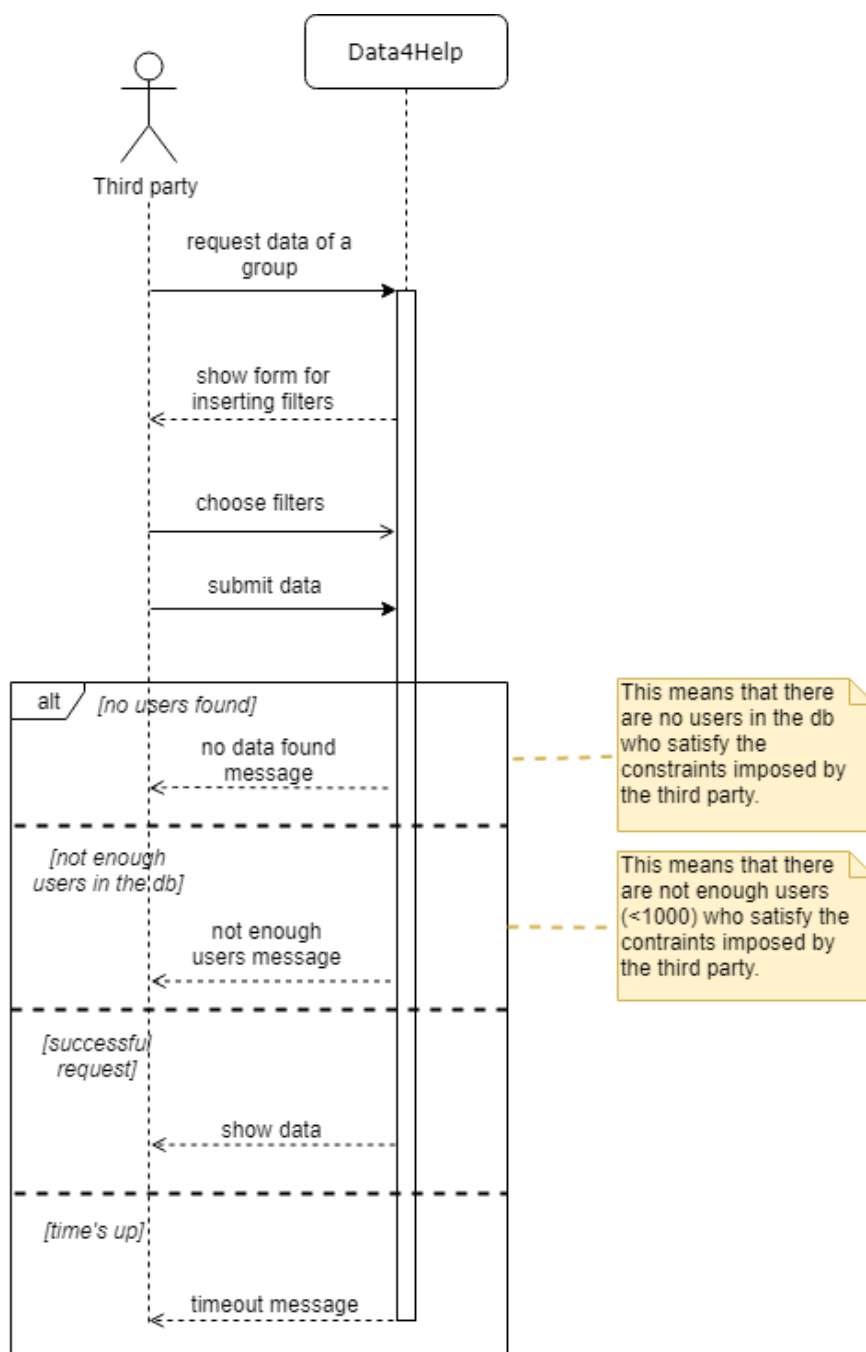 Data4Help
Third party
request data of a
group
show form for
inserting filters
choose filters
submit data
alt
[no users found]
no data found
message
This means that there
are no users in the db
who satisfy the
constraints imposed by
the third party.
[not enough
users in the db]
not enough
users message
This means that there
are not enough users
(<1000) who satisfy the
contraints imposed by
the third party.
[successful
request]
show data
[time's up]
timeout message